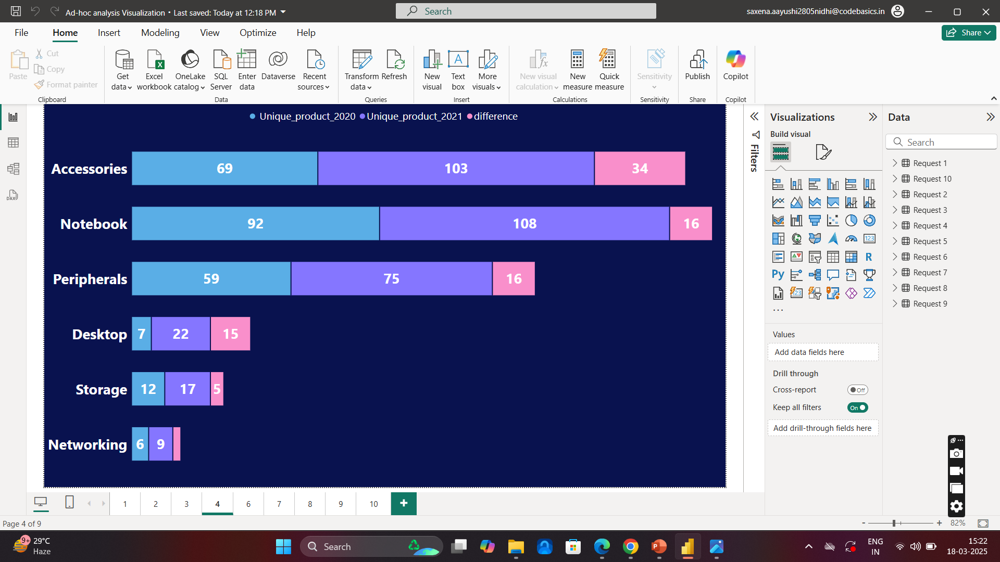 Ad-hoc analysis Visualization • Last saved: Today at 12:18 PM
Search
saxena.aayushi2805nidhi@codebasics.in
File
Home
Insert
Modeling
View
Optimize
Help
Share
Paste
Cut
Copy
Format painter
Clipboard
Get data
Excel workbook
OneLake catalog
SQL Server
Enter data
Dataverse
Recent sources
Data
Transform data
Refresh
Queries
New visual
Text box
More visuals
Insert
New visual calculation
New measure
Quick measure
Calculations
Sensitivity
Sensitivity
Publish
Share
Copilot
Copilot
Unique_product_2020 Unique_product_2021 difference
Accessories 69 103 34
Notebook 92 108 16
Peripherals 59 75 16
Desktop 7 22 15
Storage 12 17 5
Networking 6 9
Filters
Visualizations
Build visual
123
R
Py
123
Values
Add data fields here
Drill through
Cross-report
Off
Keep all filters
On
Add drill-through fields here
Data
Search
Request 1
Request 10
Request 2
Request 3
Request 4
Request 5
Request 6
Request 7
Request 8
Request 9
DAX
1 2 3 4 6 7 8 9 10
Page 4 of 9
82%
9+
29°C
Haze
Search
ENG
IN
15:22
18-03-2025